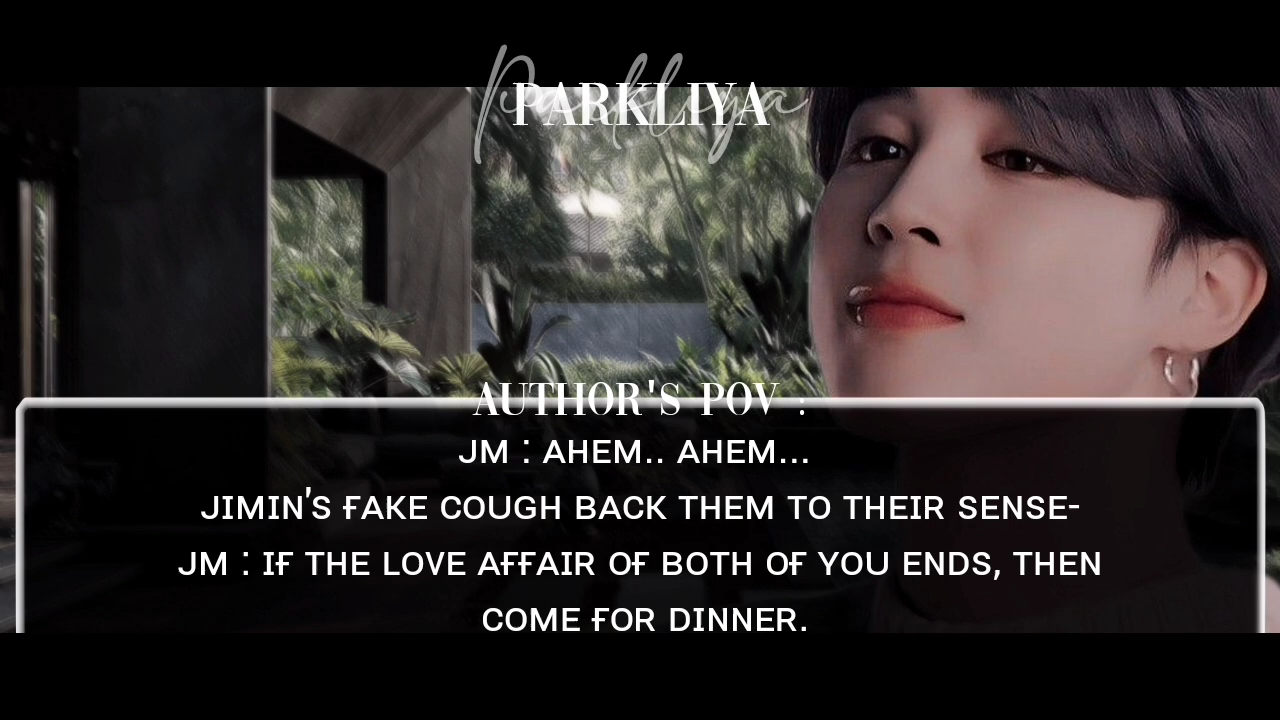 Parkliya
PARKLIYA
AUTHOR'S POV :
JM : AHEM.. AHEM...
JIMIN'S FAKE COUGH BACK THEM TO THEIR SENSE-
JM : IF THE LOVE AFFAIR OF BOTH OF YOU ENDS, THEN
COME FOR DINNER.